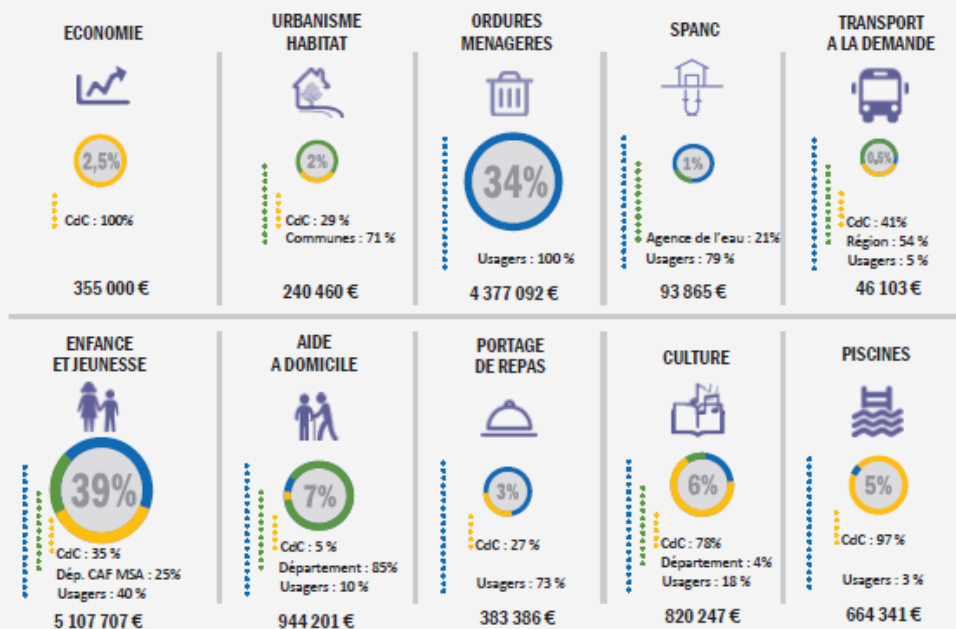 ECONOMIE
2,5%
CdC : 100%
355 000 €
URBANISME
HABITAT
2%
CdC : 29 %
Communes : 71 %
240 460 €
ORDURES
MENAGERES
34%
Usagers : 100 %
4 377 092 €
SPANC
1%
Agence de l'eau : 21%
Usagers : 79 %
93 865 €
TRANSPORT
A LA DEMANDE
0,5%
CdC : 41%
Région : 54 %
Usagers : 5 %
46 103 €
ENFANCE
ET JEUNESSE
39%
CdC : 35 %
Dép. CAF MSA : 25%
Usagers : 40 %
5 107 707 €
AIDE
A DOMICILE
7%
CdC : 5 %
Département : 85%
Usagers : 10 %
944 201 €
PORTAGE
DE REPAS
3%
CdC : 27 %
Usagers : 73 %
383 386 €
CULTURE
6%
CdC : 78%
Département : 4%
Usagers : 18 %
820 247 €
PISCINES
5%
CdC : 97 %
Usagers : 3 %
664 341 €